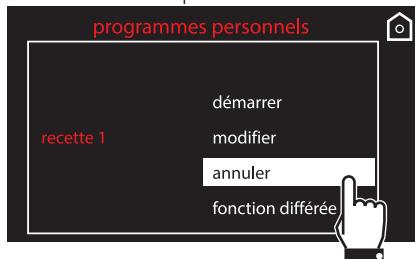 programmes personnels
démarrer
recette 1 modifier
annuler
fonction différée